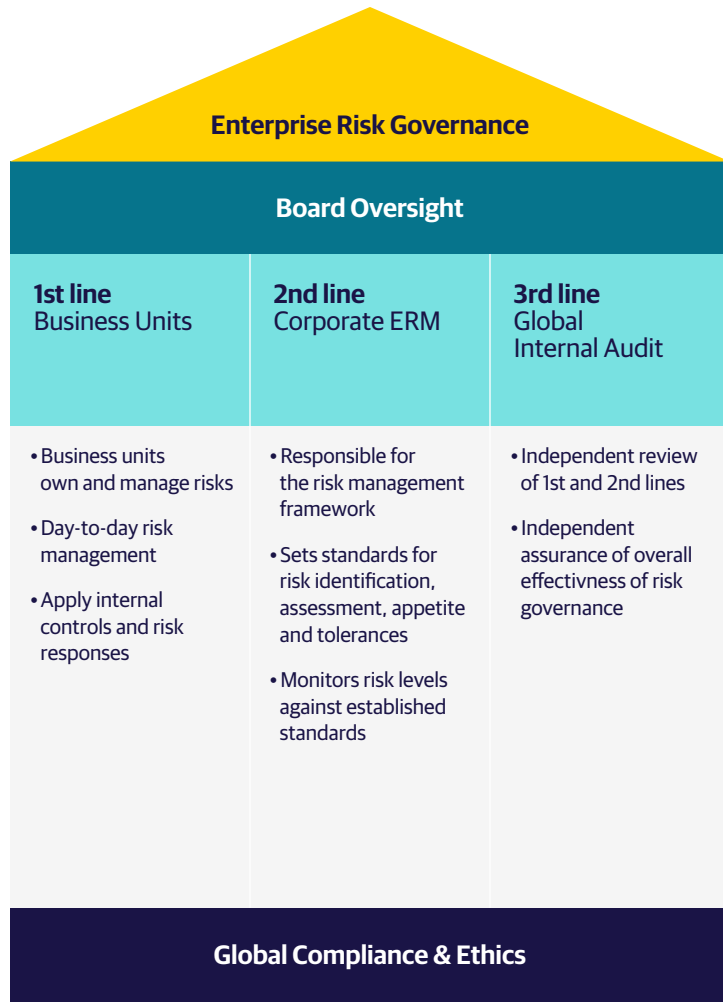 Enterprise Risk Governance
Board Oversight
1st line
Business Units
2nd line
Corporate ERM
3rd line
Global
Internal Audit
• Business units
own and manage risks
• Day-to-day risk
management
• Apply internal
controls and risk
responses
• Responsible for
the risk management
framework
• Sets standards for
risk identification,
assessment, appetite
and tolerances
• Monitors risk levels
against established
standards
• Independent review
of 1st and 2nd lines
• Independent
assurance of overall
effectivness of risk
governance
Global Compliance & Ethics